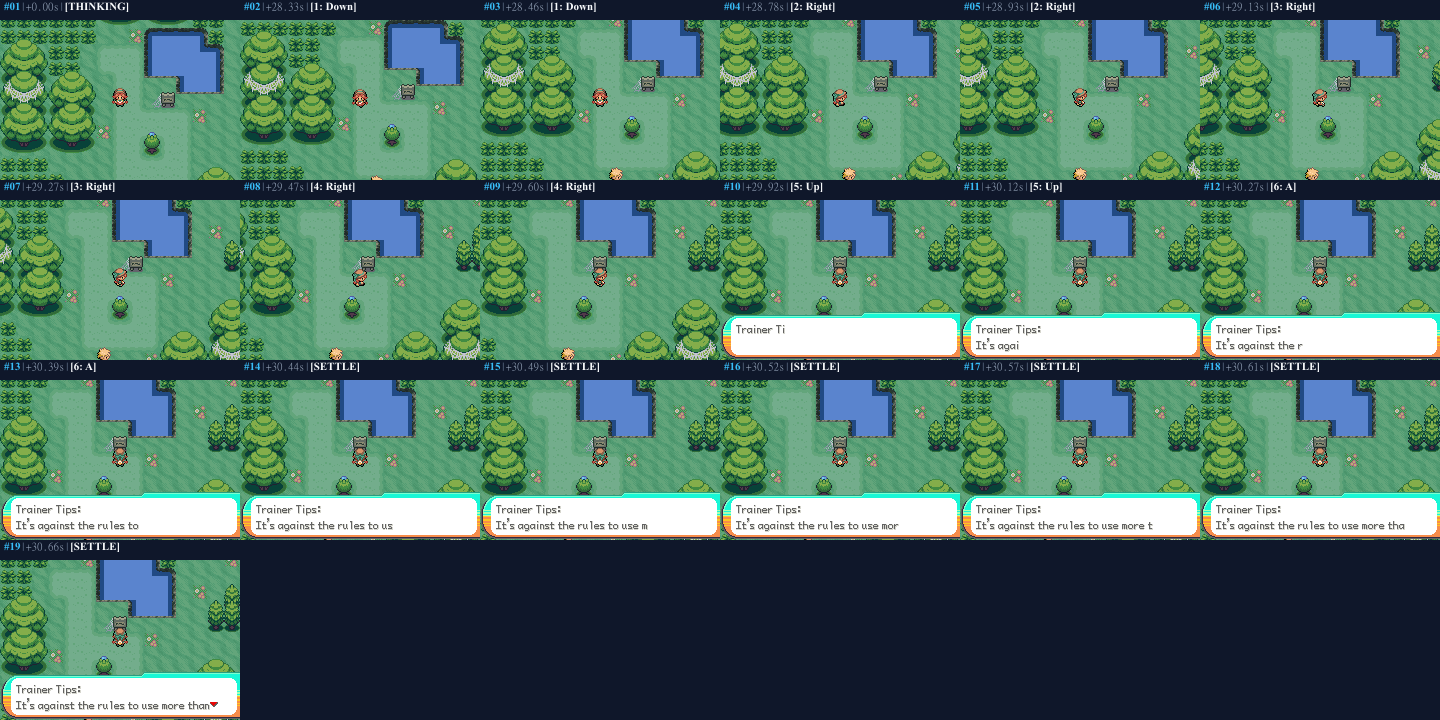 #01 | +0.00s | [THINKING]
#02 | +28.33s | [1: Down]
#03 | +28.46s | [1: Down]
#04 | +28.78s | [2: Right]
#05 | +28.93s | [2: Right]
#06 | +29.13s | [3: Right]
#07 | +29.27s | [3: Right]
#08 | +29.47s | [4: Right]
#09 | +29.60s | [4: Right]
#10 | +29.92s | [5: Up]
Trainer Ti
#11 | +30.12s | [5: Up]
Trainer Tips:
It's agai
#12 | +30.27s | [6: A]
Trainer Tips:
It's against the r
#13 | +30.39s | [6: A]
Trainer Tips:
It's against the rules to
#14 | +30.44s | [SETTLE]
Trainer Tips:
It's against the rules to us
#15 | +30.49s | [SETTLE]
Trainer Tips:
It's against the rules to use m
#16 | +30.52s | [SETTLE]
Trainer Tips:
It's against the rules to use mor
#17 | +30.57s | [SETTLE]
Trainer Tips:
It's against the rules to use more t
#18 | +30.61s | [SETTLE]
Trainer Tips:
It's against the rules to use more tha
#19 | +30.66s | [SETTLE]
Trainer Tips:
It's against the rules to use more than